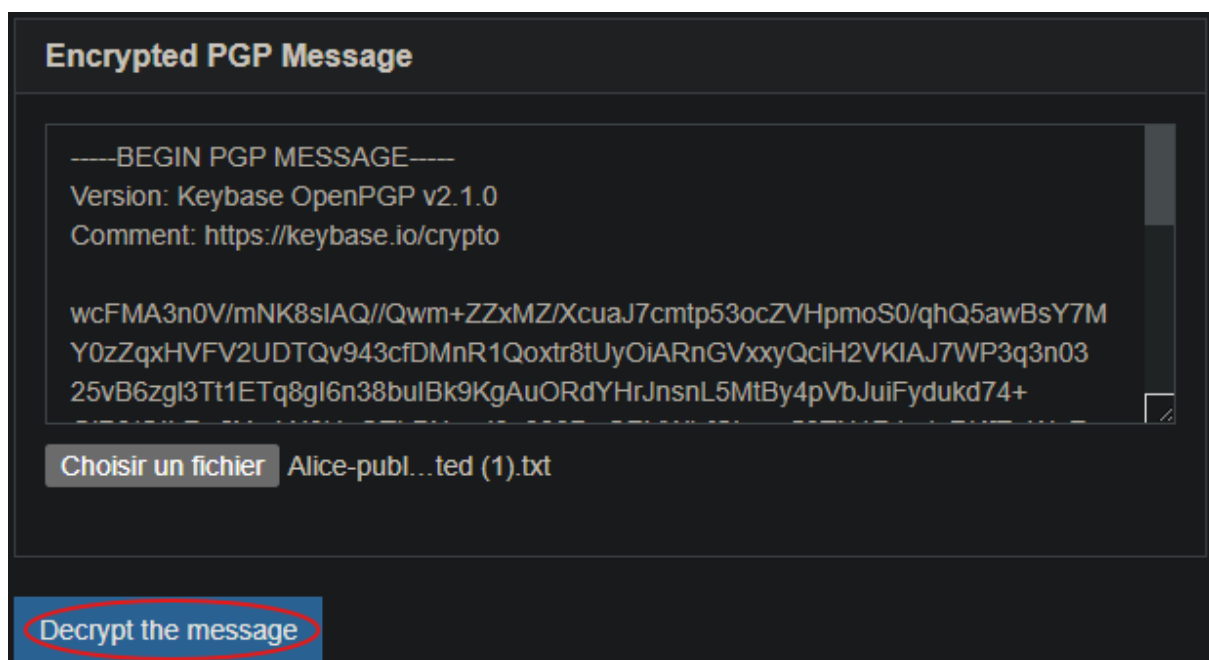 Encrypted PGP Message
-----BEGIN PGP MESSAGE-----
Version: Keybase OpenPGP v2.1.0
Comment: https://keybase.io/crypto
wcFMA3n0V/mNK8sIAQ//Qwm+ZZxMZ/XcuaJ7cmtp53ocZVHpmoS0/qhQ5awBsY7M
Y0zZqxHVFV2UDTQv943cfDMnR1Qoxtr8tUyOiARnGVxxyQciH2VKIAJ7WP3q3n03
25vB6zgl3Tt1ETq8gI6n38buIBk9KgAuORdYHrJnsnL5MtBy4pVbJuiFydukd74+
Choisir un fichier Alice-publ…ted (1).txt
Decrypt the message